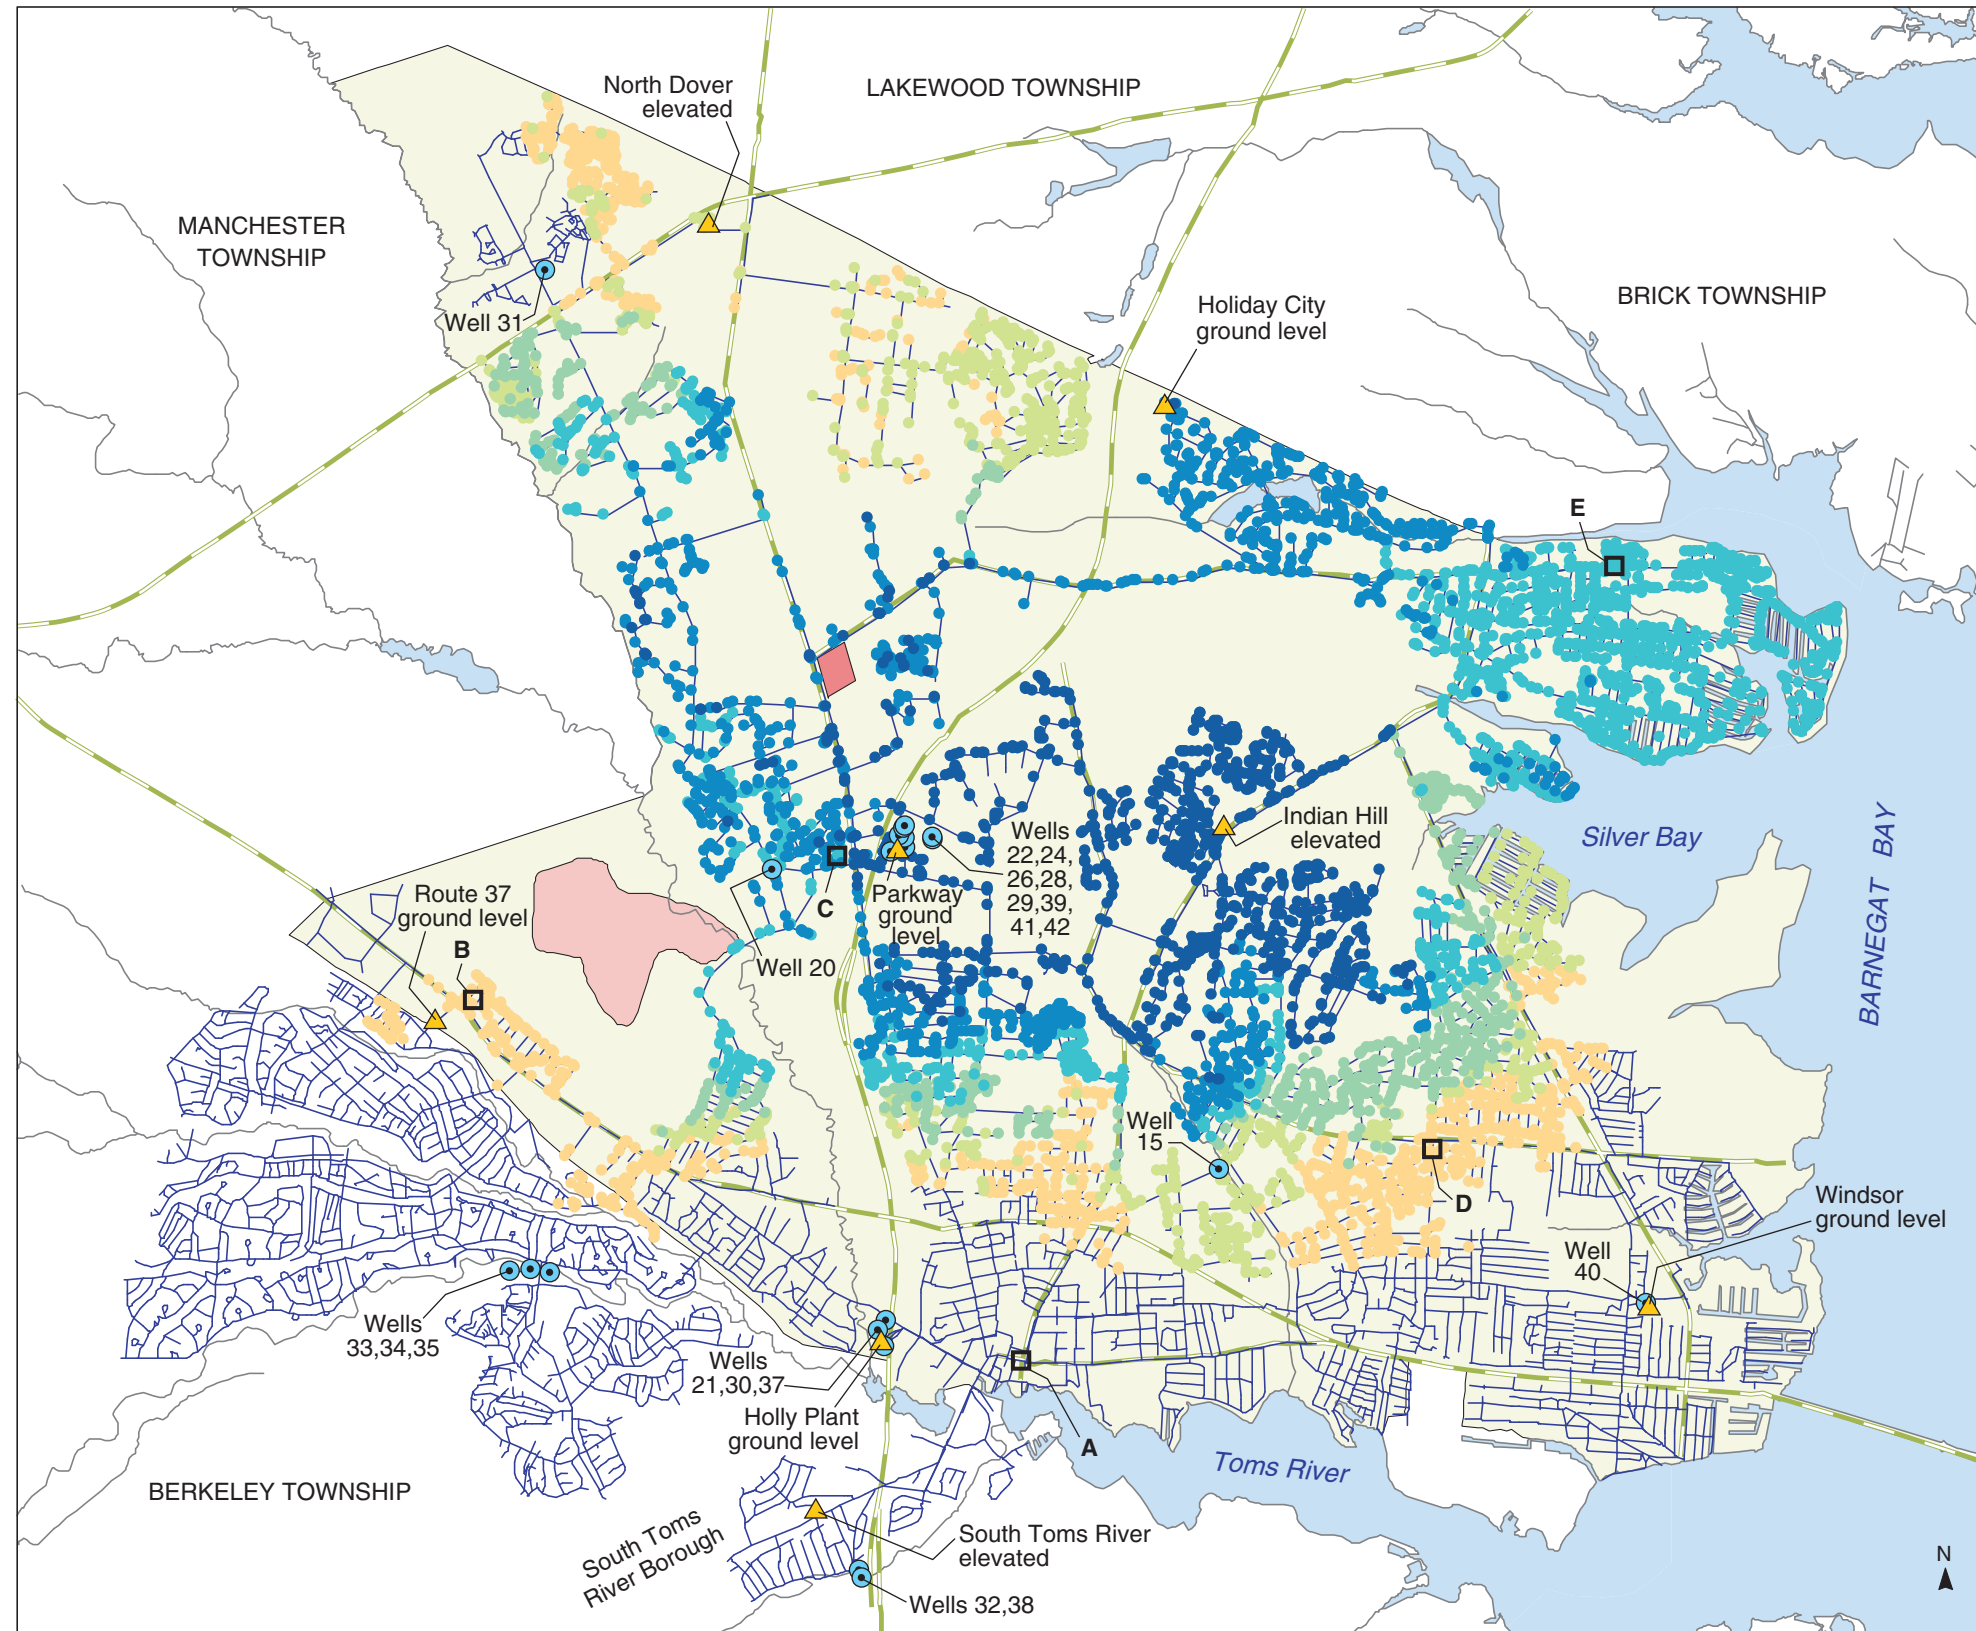 North Dover
elevated
LAKEWOOD TOWNSHIP
MANCHESTER
TOWNSHIP
Well 31
Holiday City
ground level
BRICK TOWNSHIP
E
Wells
22,24,
26,28,
29,39,
41,42
Indian Hill
elevated
Silver Bay
BARNEGAT BAY
Route 37
ground level
B
C
Parkway
ground
level
Well 20
Well
15
D
Windsor
ground level
Well
40
Wells
33,34,35
Wells
21,30,37
Holly Plant
ground level
A
Toms River
BERKELEY TOWNSHIP
South Toms
River Borough
South Toms River
elevated
Wells 32,38
N